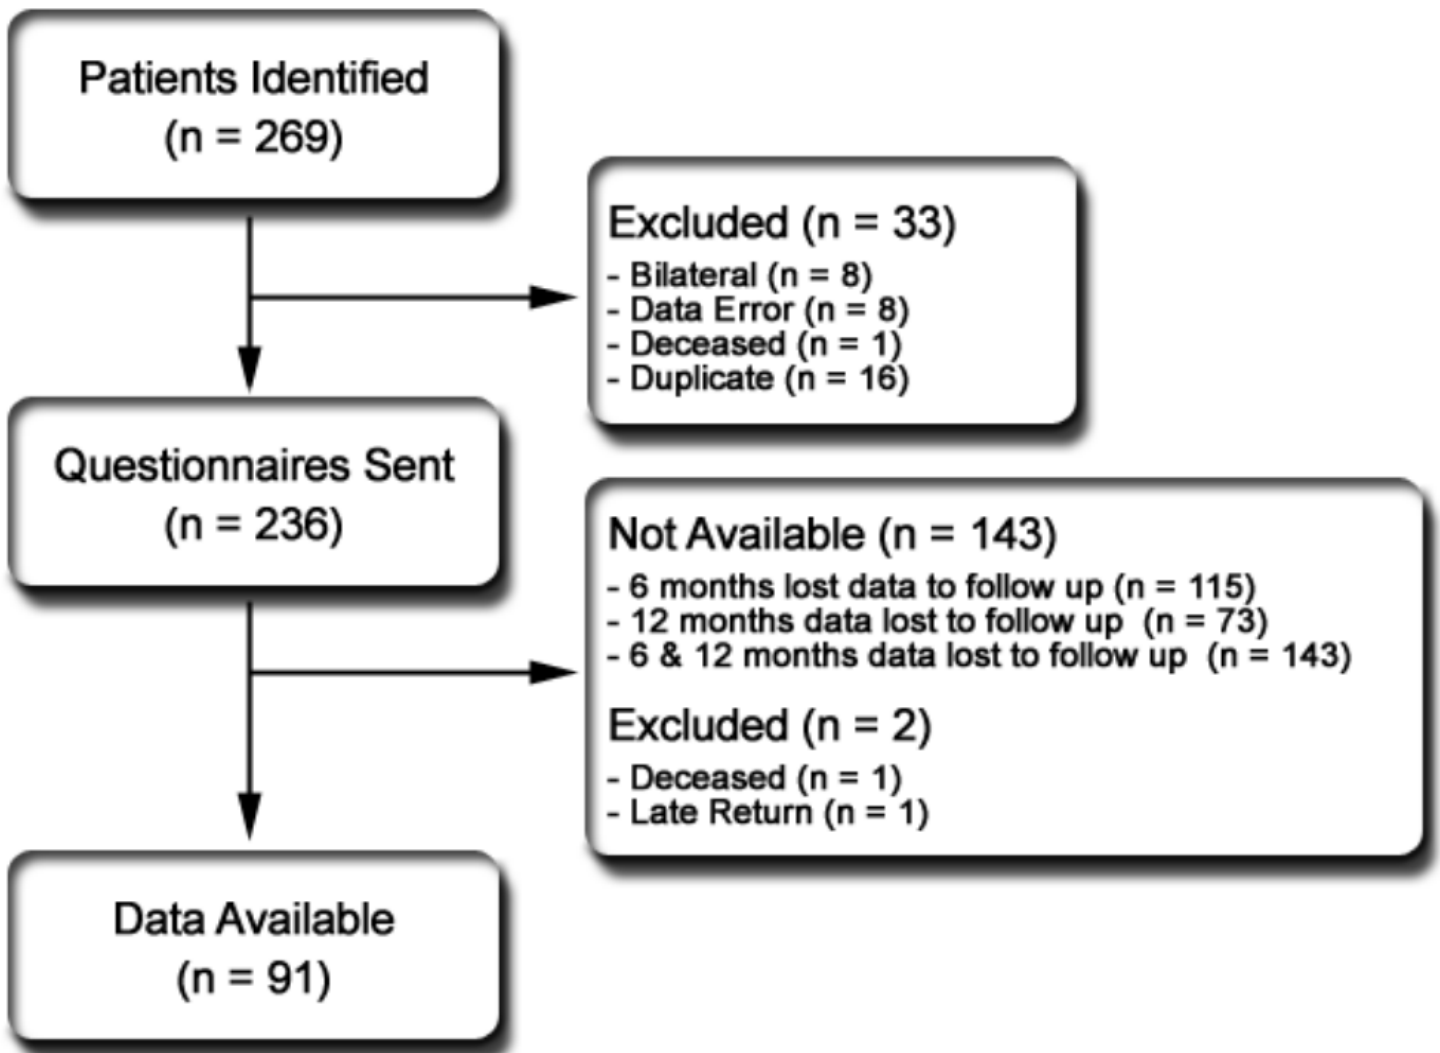 Patients Identified
(n = 269)
Excluded (n = 33)
- Bilateral (n = 8)
- Data Error (n = 8)
- Deceased (n = 1)
- Duplicate (n = 16)
Questionnaires Sent
(n = 236)
Not Available (n = 143)
- 6 months lost data to follow up (n = 115)
- 12 months data lost to follow up (n = 73)
- 6 & 12 months data lost to follow up (n = 143)
Excluded (n = 2)
- Deceased (n = 1)
- Late Return (n = 1)
Data Available
(n = 91)